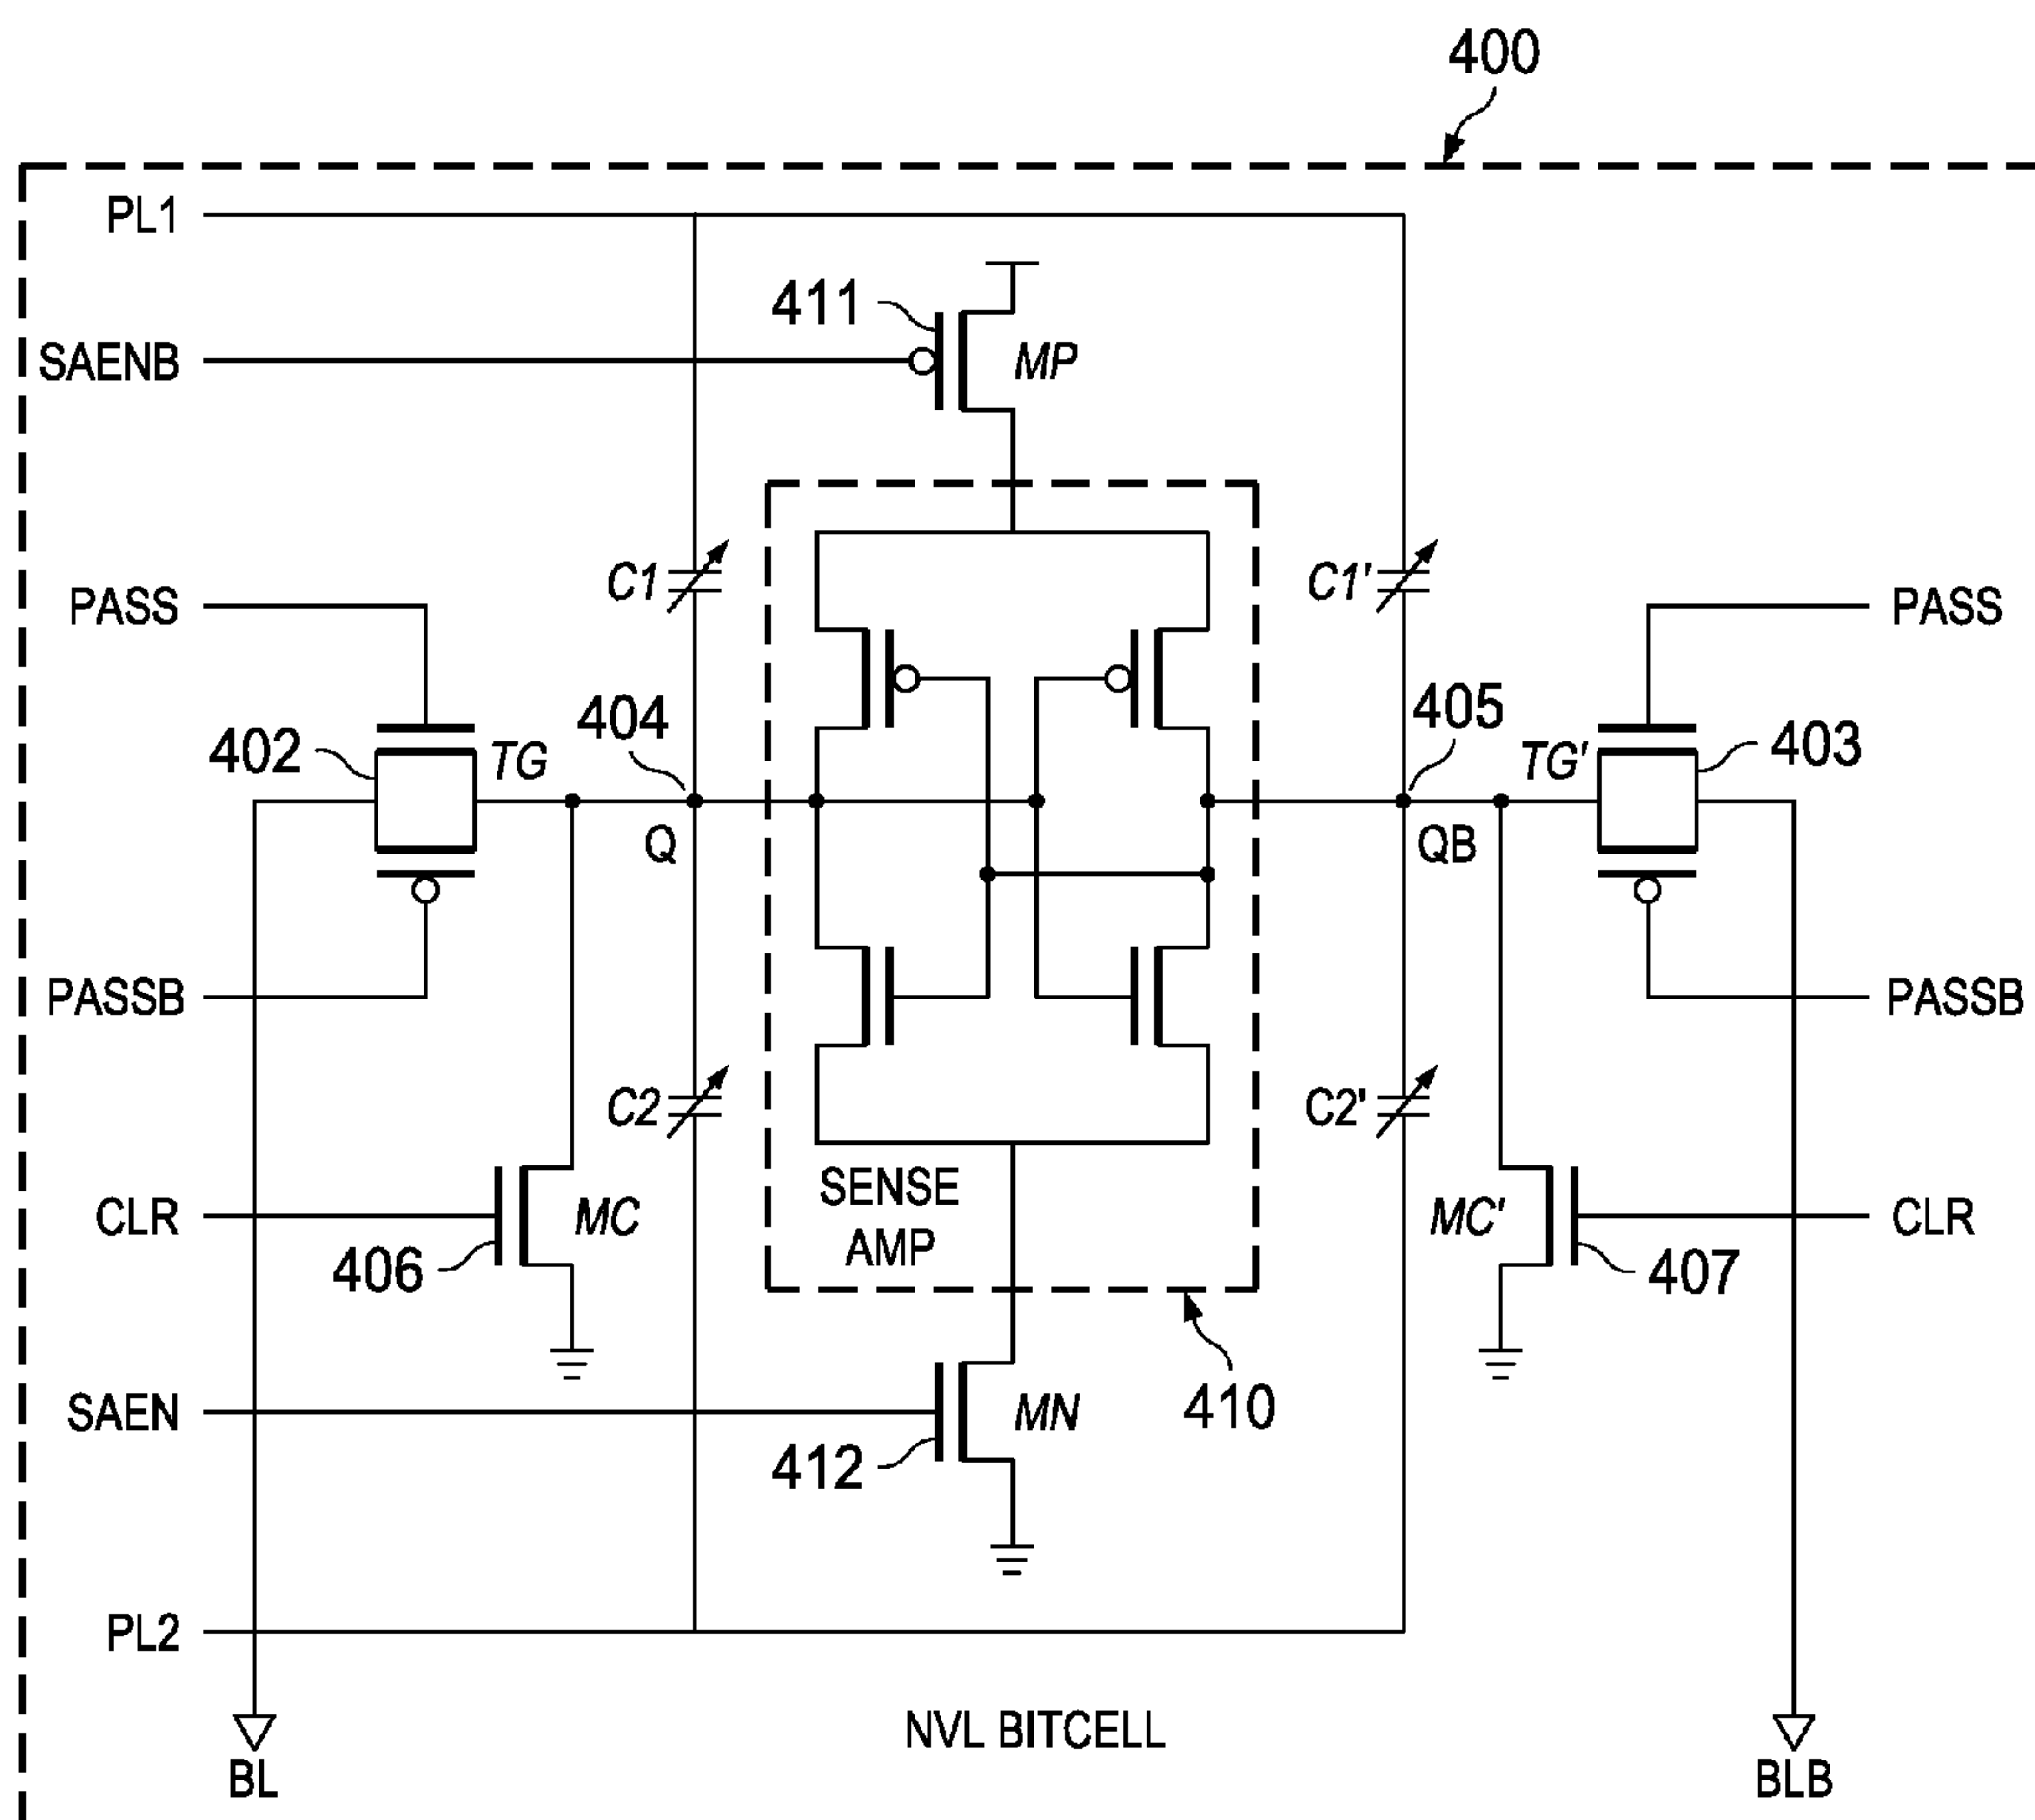 400
PL1
411
SAENB
MP
C1
C1'
PASS
PASS
404
405
402
TG
TG'
403
Q
QB
PASSB
PASSB
C2
C2'
SENSE
AMP
CLR
MC
MC'
CLR
406
407
SAEN
MN
410
412
PL2
NVL BITCELL
BL
BLB